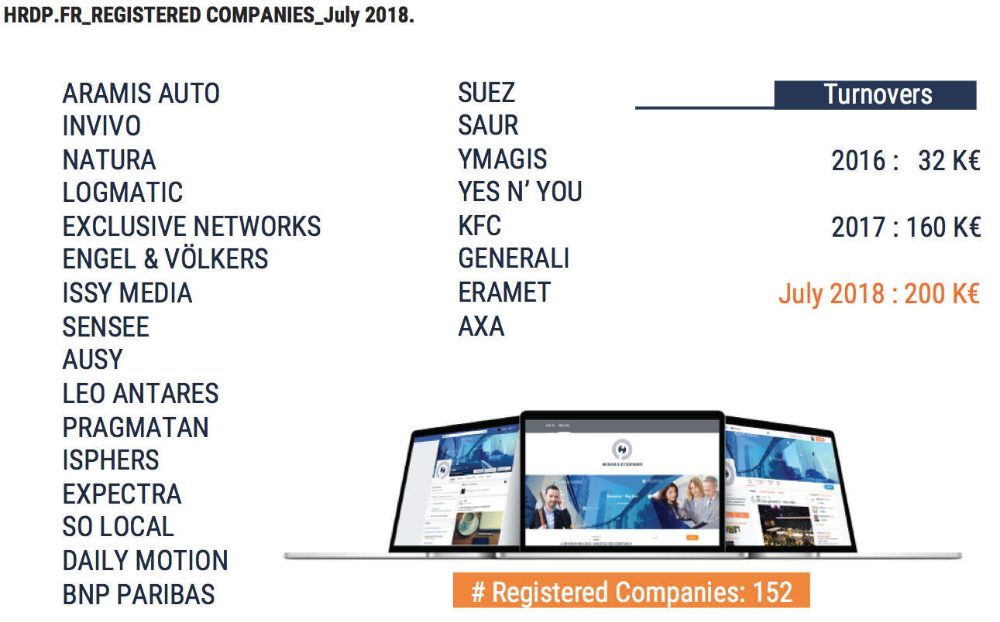 HRDP.FR_REGISTERED COMPANIES_July 2018.
ARAMIS AUTO
INVIVO
NATURA
LOGMATIC
EXCLUSIVE NETWORKS
ENGEL & VÖLKERS
ISSY MEDIA
SENSEE
AUSY
LEO ANTARES
PRAGMATAN
ISPHERS
EXPECTRA
SO LOCAL
DAILY MOTION
BNP PARIBAS
SUEZ
SAUR
YMAGIS
YES N’ YOU
KFC
GENERALI
ERAMET
AXA
Turnovers
2016 : 32 K€
2017 : 160 K€
July 2018 : 200 K€
# Registered Companies: 152